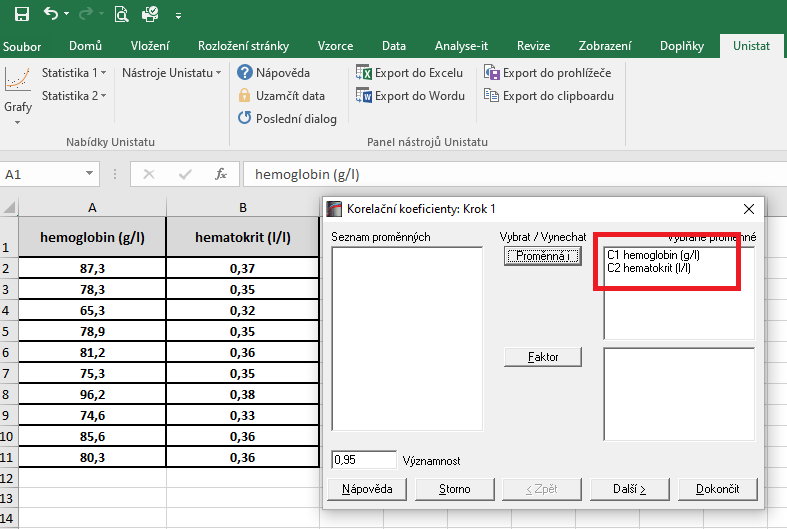 Soubor Domů Vložení Rozložení stránky Vzorce Data Analyse-it Revize Zobrazení Doplňky Unistat
Grafy
Statistika 1
Statistika 2
Nástroje Unistatu
Nabídky Unistatu
Nápověda
Uzamčít data
Poslední dialog
Export do Excelu
Export do Wordu
Export do prohlížeče
Export do clipboardu
Panel nástrojů Unistatu
A1 fx hemoglobin (g/l)
A B
1 hemoglobin (g/l) hematokrit (l/l)
2 87,3 0,37
3 78,3 0,35
4 65,3 0,32
5 78,9 0,35
6 81,2 0,36
7 75,3 0,35
8 96,2 0,38
9 74,6 0,33
10 85,6 0,36
11 80,3 0,36
12
13
14
Korelační koeficienty: Krok 1
Seznam proměnných
Vybrat / Vynechat
Vybrané proměnné
Proměnná
C1 hemoglobin (g/l)
C2 hematokrit (l/l)
Faktor
0,95 Významnost
Nápověda Storno < Zpět Další > Dokončit